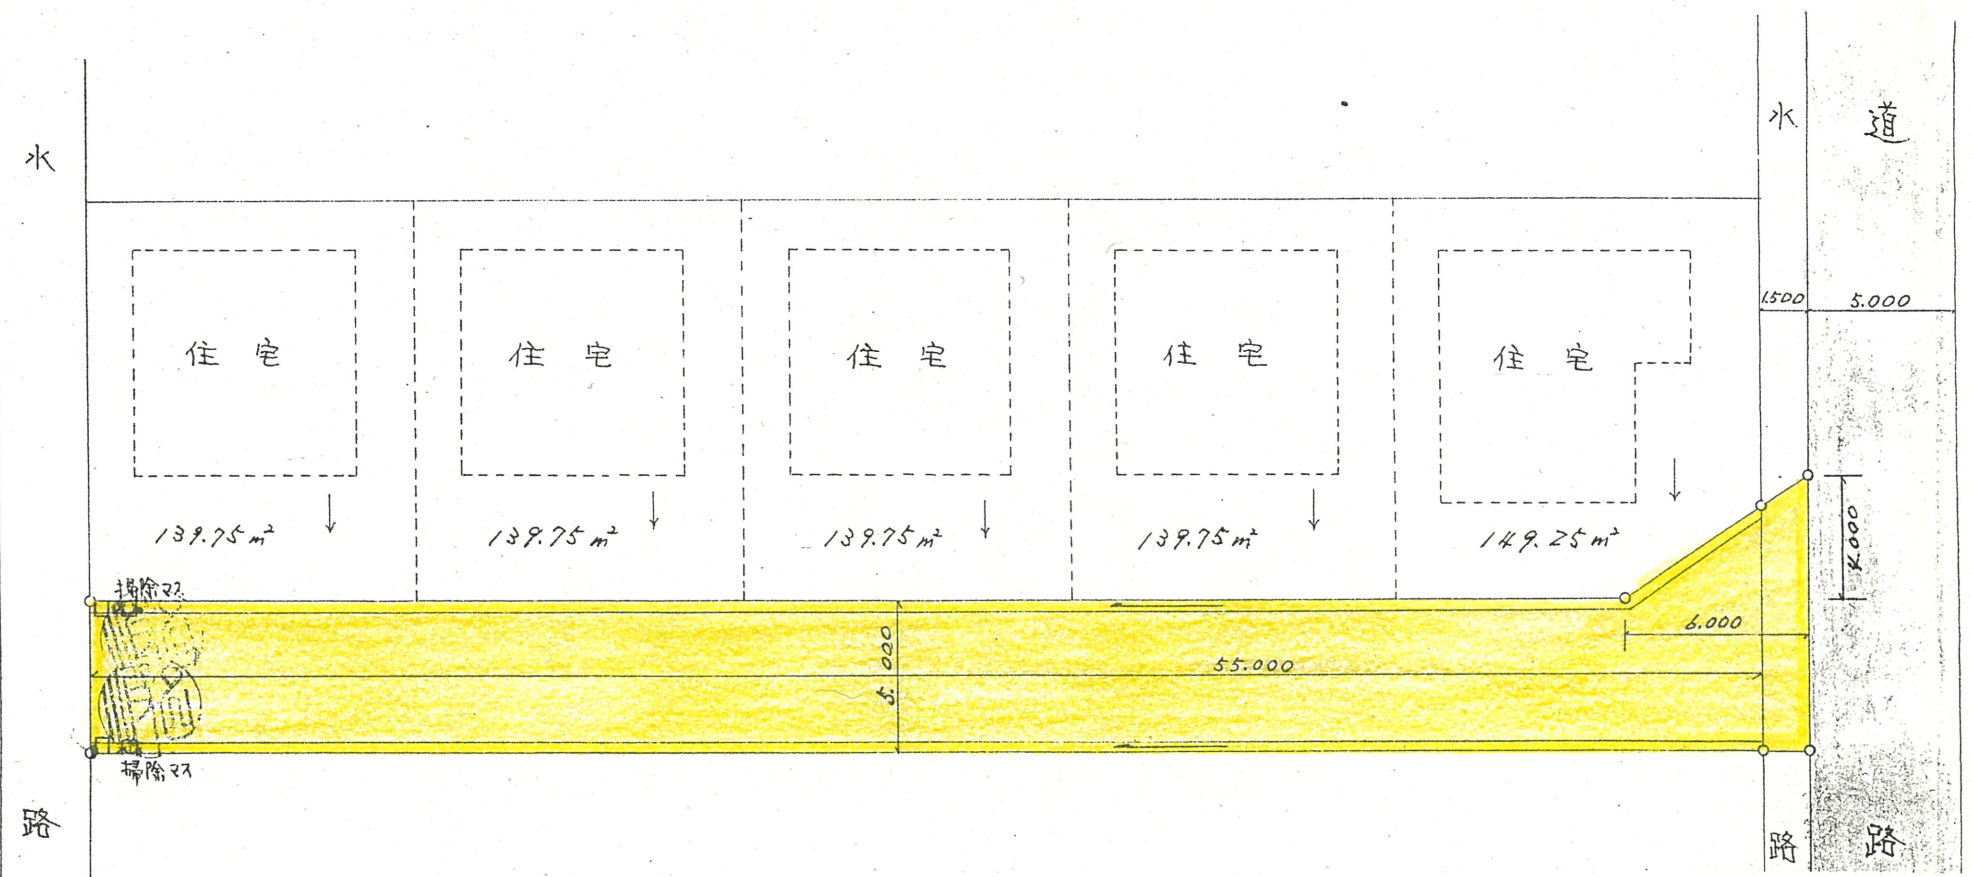 水
水
道
1.500
5.000
住宅
住宅
住宅
住宅
住宅
139.75㎡
139.75㎡
139.75㎡
139.75㎡
149.25㎡
4.000
掃除マス
6.000
5.000
55.000
掃除マス
路
路
路